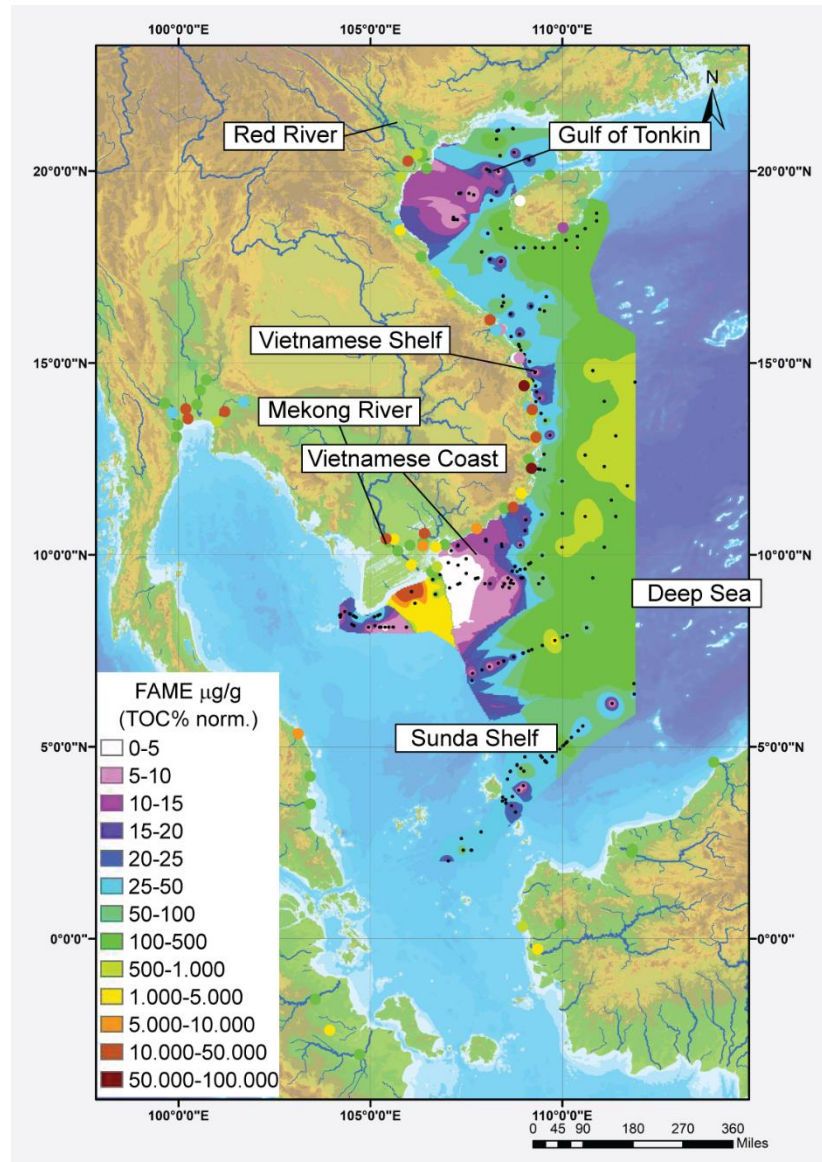 100°0'0"E
105°0'0"E
110°0'0"E
N
Red River
Gulf of Tonkin
20°0'0"N
20°0'0"N
Vietnamese Shelf
15°0'0"N
15°0'0"N
Mekong River
Vietnamese Coast
10°0'0"N
10°0'0"N
Deep Sea
Sunda Shelf
5°0'0"N
5°0'0"N
FAME µg/g
(TOC% norm.)
0-5
5-10
10-15
15-20
20-25
25-50
50-100
100-500
500-1.000
1.000-5.000
5.000-10.000
10.000-50.000
50.000-100.000
0°0'0"
0°0'0"
100°0'0"E
105°0'0"E
110°0'0"E
0 45 90 180 270 360
Miles